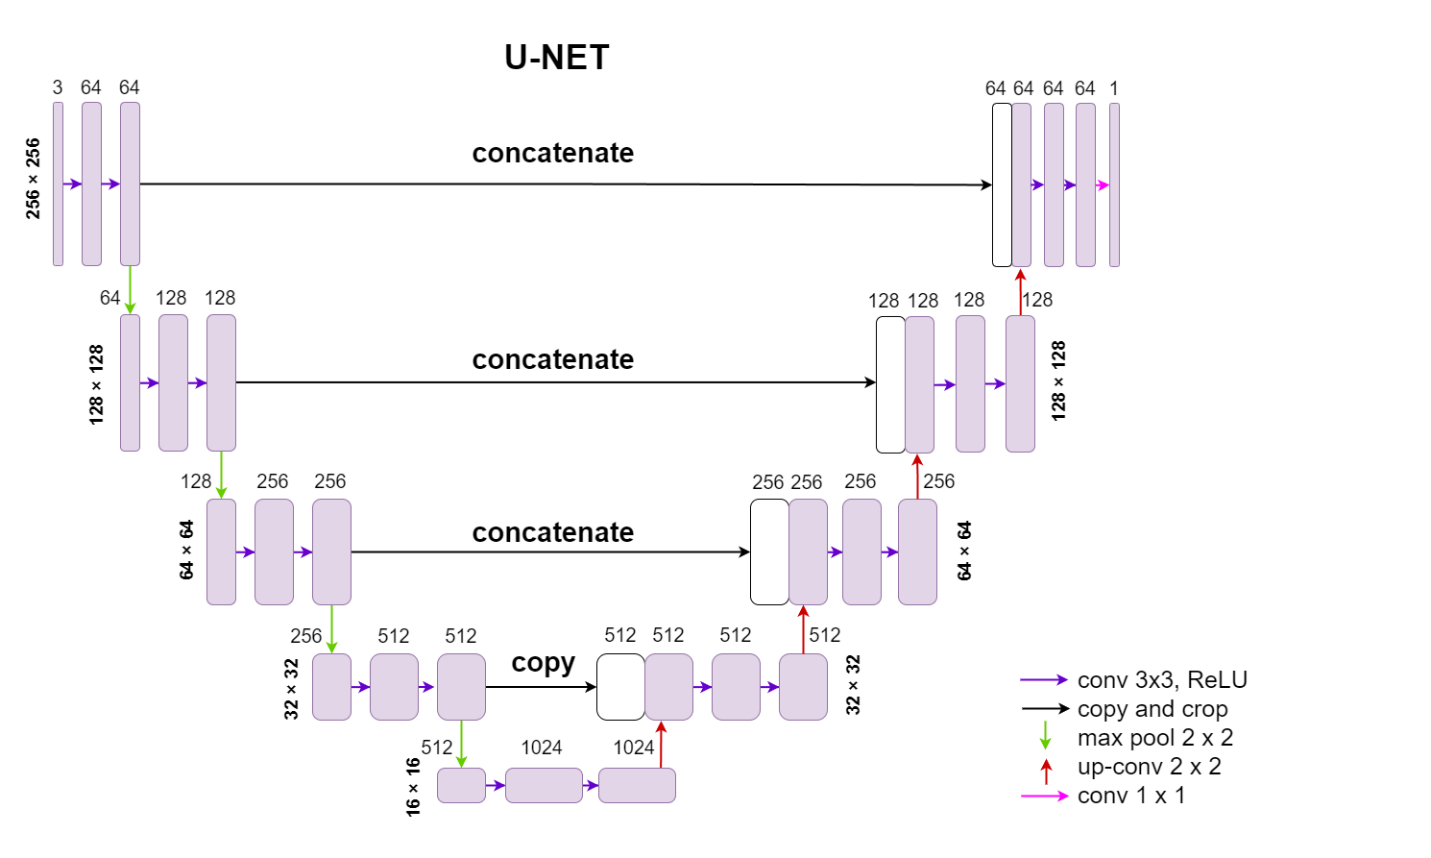 U-NET
3 64 64
64 64 64 64 1
256 × 256
concatenate
64 128 128
128 128 128 128
128 × 128
concatenate
128 × 128
128 256 256
256 256 256 256
64 × 64
concatenate
64 × 64
256 512 512
512 512 512 512
32 × 32
copy
32 × 32
512 1024 1024
16 × 16
conv 3x3, ReLU
copy and crop
max pool 2 x 2
up-conv 2 x 2
conv 1 x 1